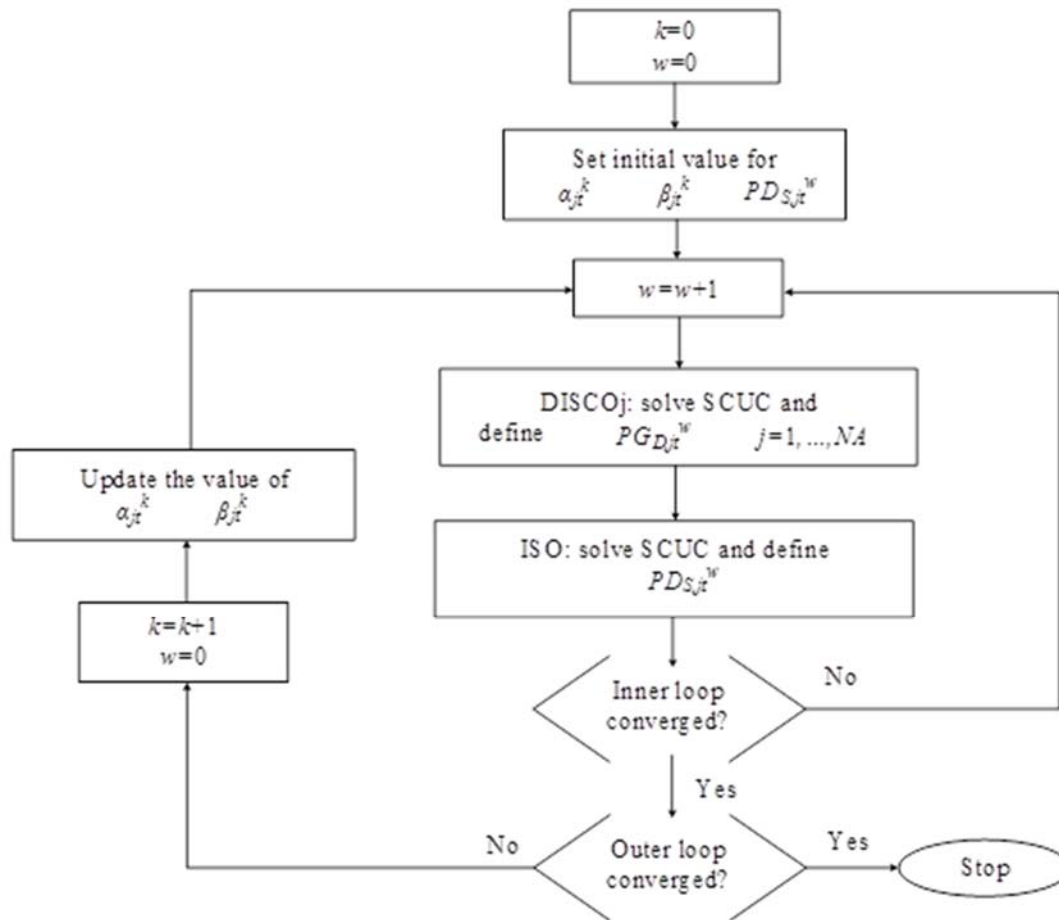 k=0
w=0
Set initial value for
α_jt^k β_jt^k PD_S,jt^w
w=w+1
DISCOj: solve SCUC and
define PG_D,jt^w j=1, ..., NA
ISO: solve SCUC and define
PD_S,jt^w
Inner loop
converged?
No
Yes
Outer loop
converged?
Yes
Stop
No
k=k+1
w=0
Update the value of
α_jt^k β_jt^k